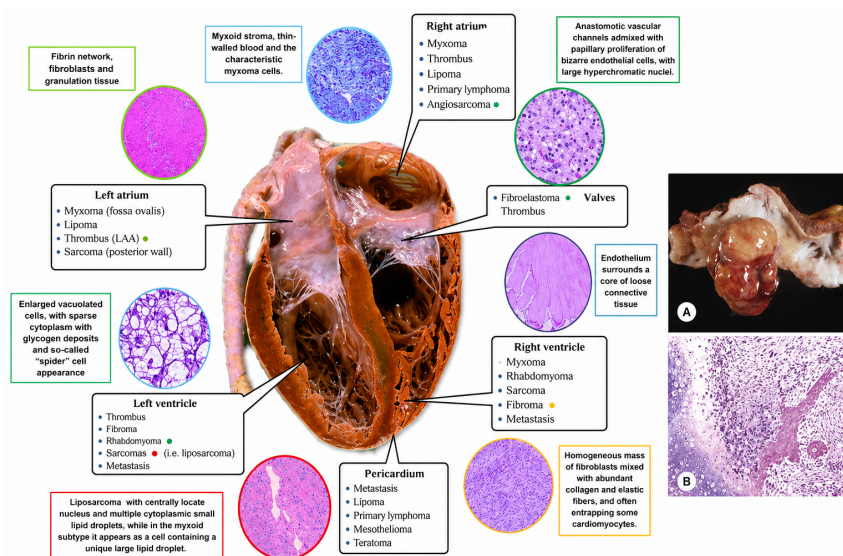 Fibrin network,
fibroblasts and
granulation tissue
Myxoid stroma, thin-
walled blood and the
characteristic
myxoma cells.
Right atrium
Myxoma
Thrombus
Lipoma
Primary lymphoma
Angiosarcoma
Anastomotic vascular
channels admixed with
papillary proliferation of
bizarre endothelial cells, with
large hyperchromatic nuclei.
Left atrium
Myxoma (fossa ovalis)
Lipoma
Thrombus (LAA)
Sarcoma (posterior wall)
Fibroelastoma Valves
Thrombus
Endothelium
surrounds a
core of loose
connective
tissue
Enlarged vacuolated
cells, with sparse
cytoplasm with
glycogen deposits
and so-called
“spider” cell
appearance
Left ventricle
Thrombus
Fibroma
Rhabdomyoma
Sarcomas (i.e. liposarcoma)
Metastasis
Right ventricle
Myxoma
Rhabdomyoma
Sarcoma
Fibroma
Metastasis
Pericardium
Metastasis
Lipoma
Primary lymphoma
Mesothelioma
Teratoma
Liposarcoma with centrally locate
nucleus and multiple cytoplasmic small
lipid droplets, while in the myxoid
subtype it appears as a cell containing a
unique large lipid droplet.
Homogeneous mass
of fibroblasts mixed
with abundant
collagen and elastic
fibers, and often
entrapping some
cardiomyocytes.
A
B